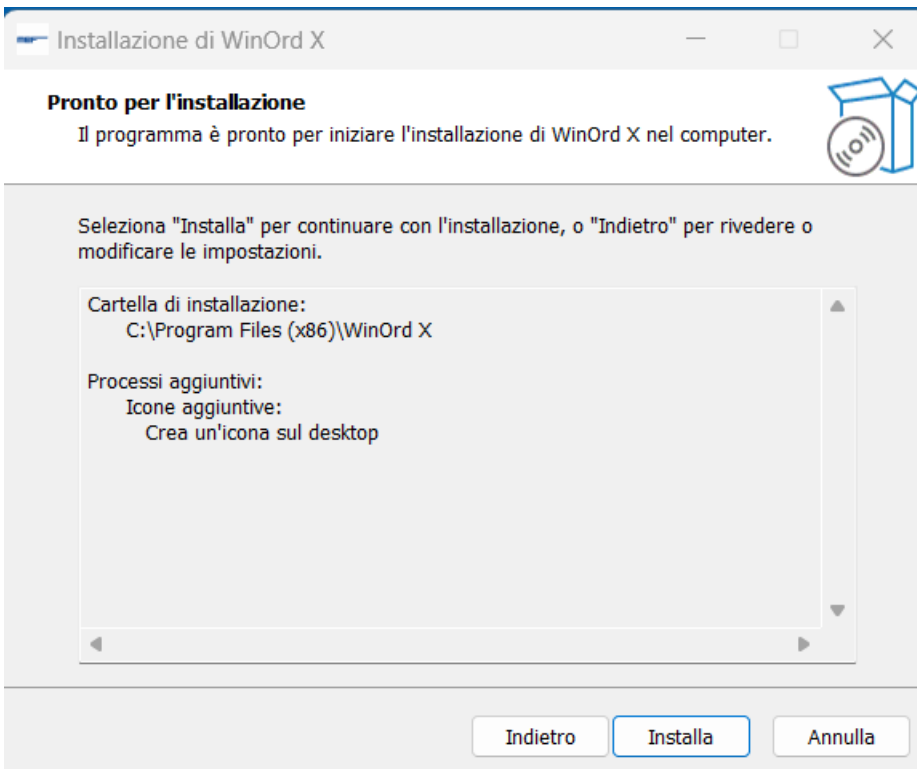 Installazione di WinOrd X
Pronto per l'installazione
Il programma è pronto per iniziare l'installazione di WinOrd X nel computer.
Seleziona "Installa" per continuare con l'installazione, o "Indietro" per rivedere o
modificare le impostazioni.
Cartella di installazione:
C:\Program Files (x86)\WinOrd X
Processi aggiuntivi:
Icone aggiuntive:
Crea un'icona sul desktop
Indietro
Installa
Annulla